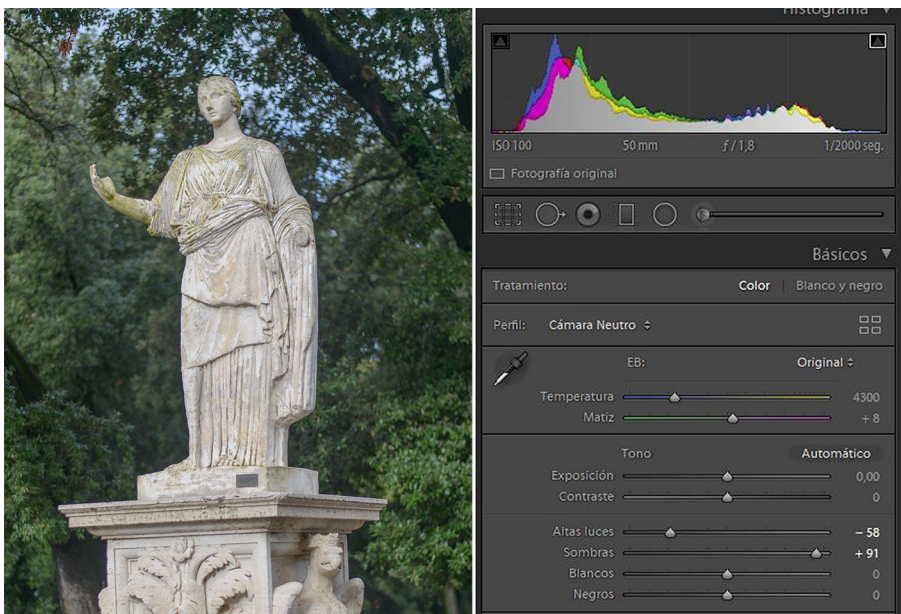 Histograma
ISO 100 50 mm ƒ / 1,8 1/2000 seg.
Fotografía original
Básicos
Tratamiento: Color Blanco y negro
Perfil: Cámara Neutro
EB: Original
Temperatura 4300
Matiz + 8
Tono Automático
Exposición 0,00
Contraste 0
Altas luces – 58
Sombras + 91
Blancos 0
Negros 0